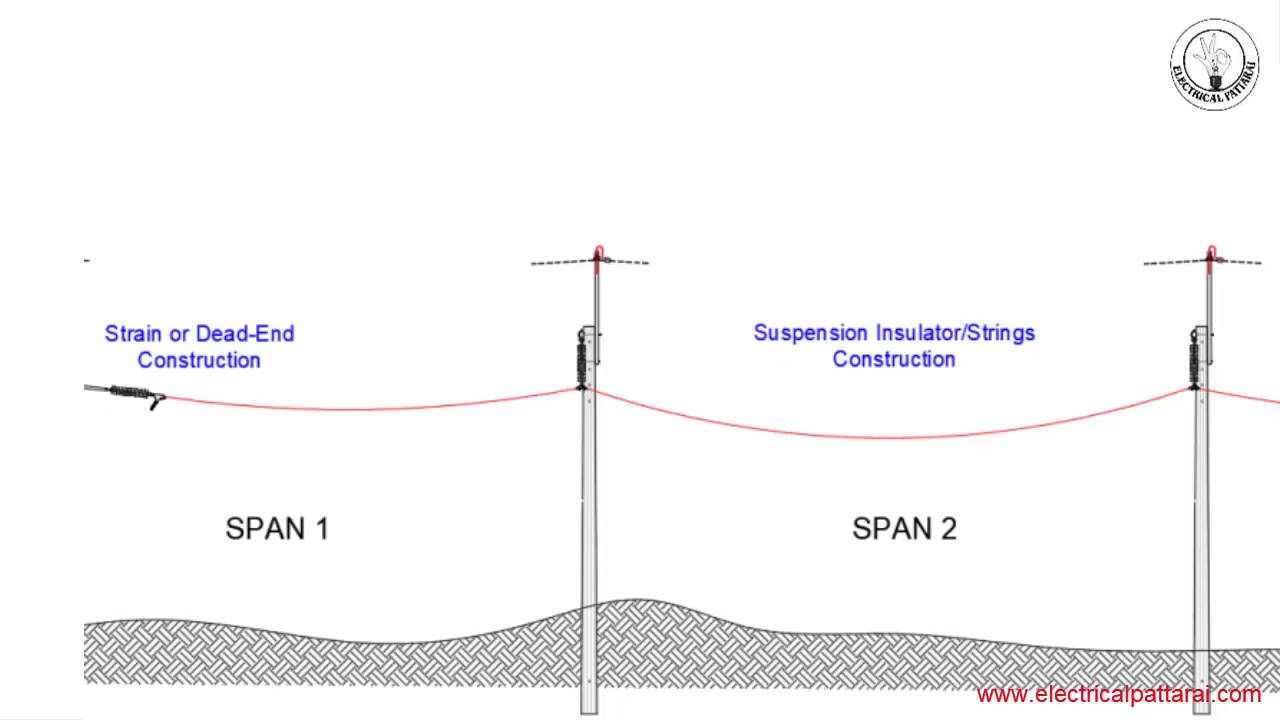 ELECTRICAL PATTARAI
Strain or Dead-End
Construction
Suspension Insulator/Strings
Construction
SPAN 1
SPAN 2
www.electricalpattarai.com